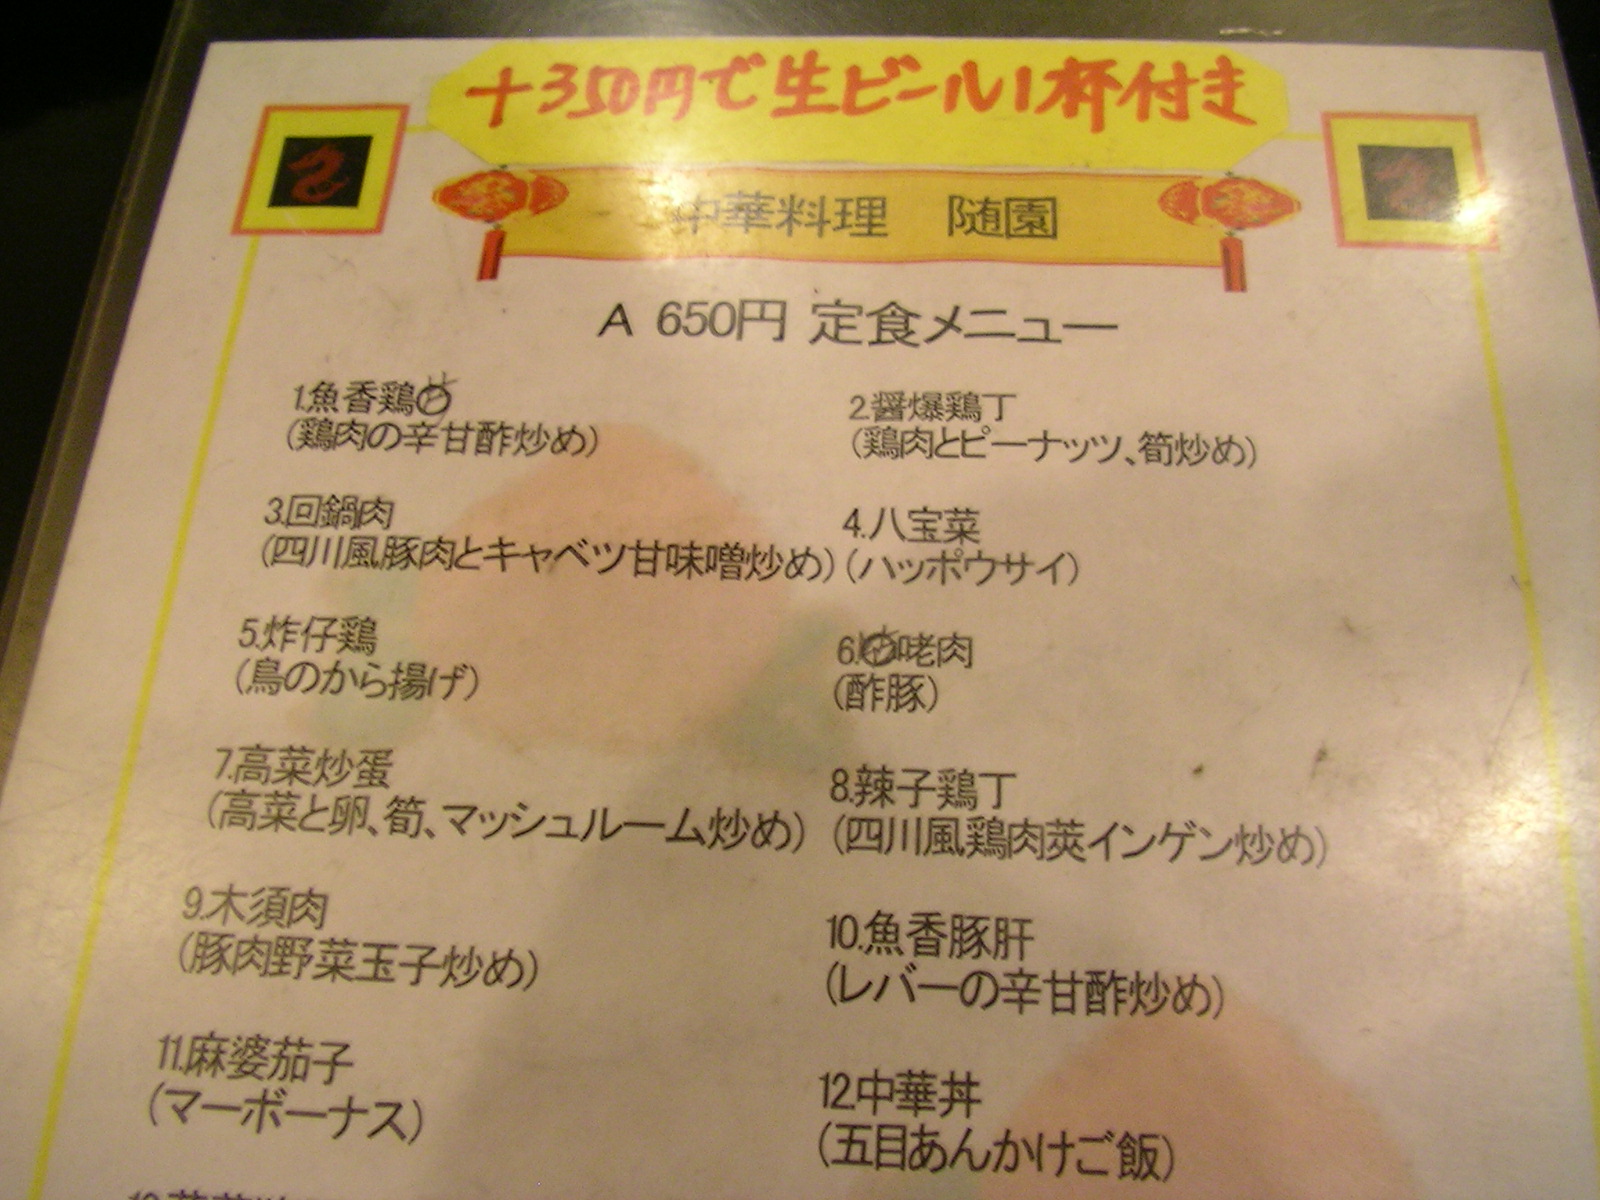 +350円で生ビール1杯付き
中華料理 随園
A 650円 定食メニュー
1.魚香鶏
(鶏肉の辛甘酢炒め)
2.醤爆鶏丁
(鶏肉とピーナッツ、筍炒め)
3.回鍋肉
(四川風豚肉とキャベツ甘味噌炒め)
4.八宝菜
(ハッポウサイ)
5.炸仔鶏
(鳥のから揚げ)
6.咾肉
(酢豚)
7.高菜炒蛋
(高菜と卵、筍、マッシュルーム炒め)
8.辣子鶏丁
(四川風鶏肉莢インゲン炒め)
9.木須肉
(豚肉野菜玉子炒め)
10.魚香豚肝
(レバーの辛甘酢炒め)
11.麻婆茄子
(マーボーナス)
12.中華丼
(五目あんかけご飯)